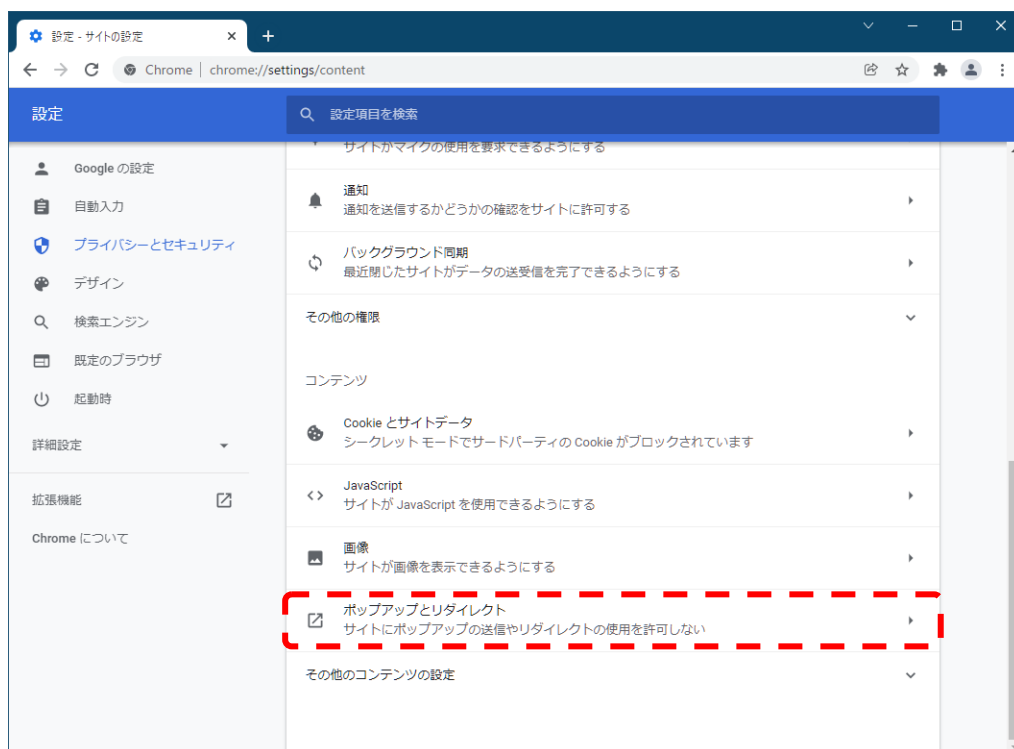 設定 - サイトの設定
Chrome | chrome://settings/content
設定
設定項目を検索
サイトがマイクの使用を要求できるようにする
Google の設定
自動入力
プライバシーとセキュリティ
デザイン
検索エンジン
既定のブラウザ
起動時
詳細設定
拡張機能
Chrome について
通知
通知を送信するかどうかの確認をサイトに許可する
バックグラウンド同期
最近閉じたサイトがデータの送受信を完了できるようにする
その他の権限
コンテンツ
Cookie とサイトデータ
シークレット モードでサードパーティの Cookie がブロックされています
JavaScript
サイトが JavaScript を使用できるようにする
画像
サイトが画像を表示できるようにする
ポップアップとリダイレクト
サイトにポップアップの送信やリダイレクトの使用を許可しない
その他のコンテンツの設定